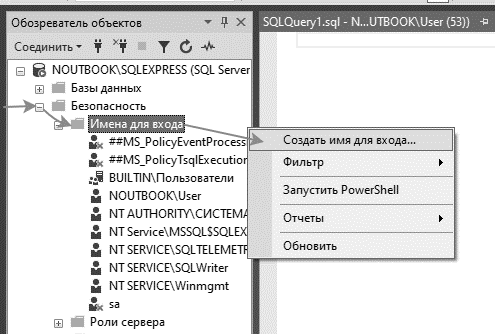 Обозреватель объектов
SQLQuery1.sql - N...UTBOOK\User (53))
Соединить
NOUTBOOK\SQLEXPRESS (SQL Server
Базы данных
Безопасность
Имена для входа
##MS_PolicyEventProcess
##MS_PolicyTsqlExecution
BUILTIN\Пользователи
NOUTBOOK\User
NT AUTHORITY\СИСТЕМА
NT Service\MSSQL$SQLEX
NT SERVICE\SQLTELEMETR
NT SERVICE\SQLWriter
NT SERVICE\Winmgmt
sa
Роли сервера
Создать имя для входа...
Фильтр
Запустить PowerShell
Отчеты
Обновить